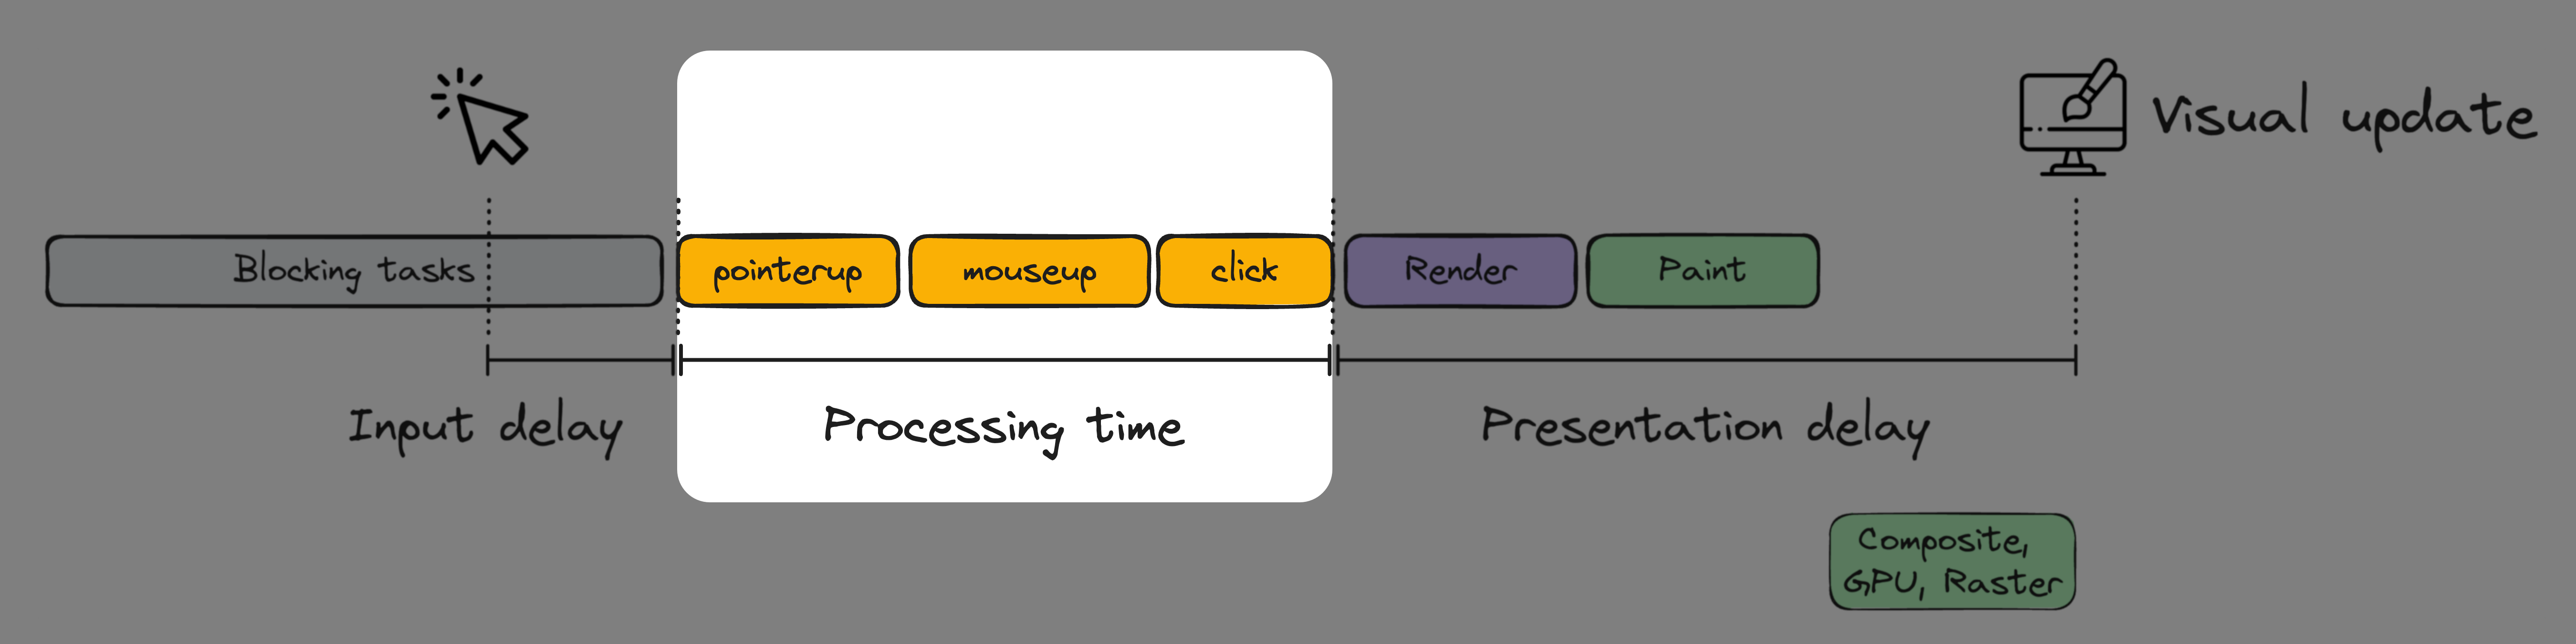 Visual update
Blocking tasks
pointerup
mouseup
click
Render
Paint
Input delay
Processing time
Presentation delay
Composite,
GPU, Raster